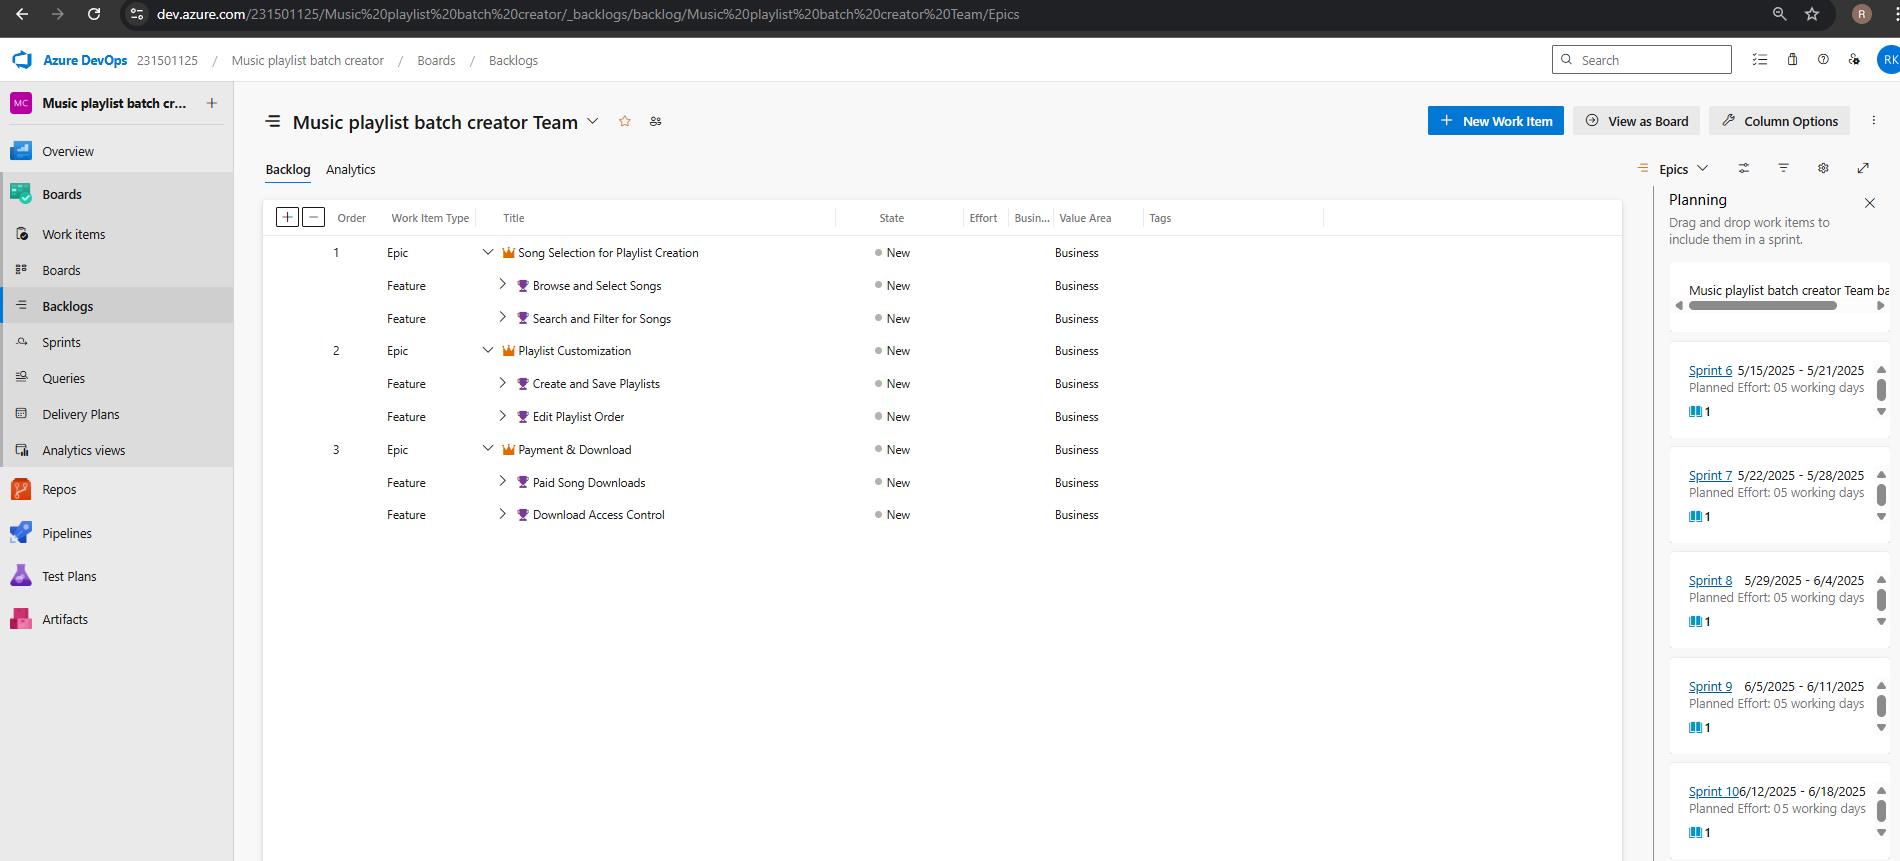 dev.azure.com/231501125/Music%20playlist%20batch%20creator/_backlogs/backlog/Music%20playlist%20batch%20creator%20Team/Epics
R
Azure DevOps 231501125 / Music playlist batch creator / Boards / Backlogs
Search
RK
MC Music playlist batch cr...
Overview
Boards
Work items
Boards
Backlogs
Sprints
Queries
Delivery Plans
Analytics views
Repos
Pipelines
Test Plans
Artifacts
Music playlist batch creator Team
New Work Item
View as Board
Column Options
Backlog Analytics
Epics
Order Work Item Type Title State Effort Busin... Value Area Tags
1 Epic Song Selection for Playlist Creation New Business
Feature Browse and Select Songs New Business
Feature Search and Filter for Songs New Business
2 Epic Playlist Customization New Business
Feature Create and Save Playlists New Business
Feature Edit Playlist Order New Business
3 Epic Payment & Download New Business
Feature Paid Song Downloads New Business
Feature Download Access Control New Business
Planning
Drag and drop work items to
include them in a sprint.
Music playlist batch creator Team ba
Sprint 6 5/15/2025 - 5/21/2025
Planned Effort: 05 working days
1
Sprint 7 5/22/2025 - 5/28/2025
Planned Effort: 05 working days
1
Sprint 8 5/29/2025 - 6/4/2025
Planned Effort: 05 working days
1
Sprint 9 6/5/2025 - 6/11/2025
Planned Effort: 05 working days
1
Sprint 10 6/12/2025 - 6/18/2025
Planned Effort: 05 working days
1